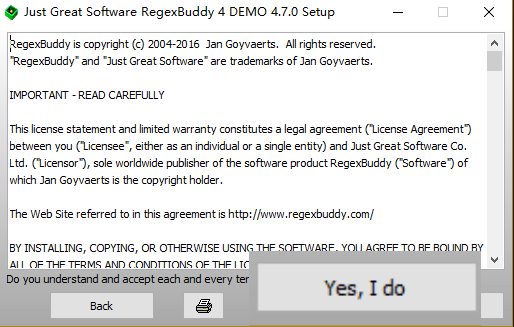 Just Great Software RegexBuddy 4 DEMO 4.7.0 Setup
RegexBuddy is copyright (c) 2004-2016  Jan Goyvaerts.  All rights reserved.
"RegexBuddy" and "Just Great Software" are trademarks of Jan Goyvaerts.
IMPORTANT - READ CAREFULLY
This license statement and limited warranty constitutes a legal agreement ("License Agreement")
between you ("Licensee", either as an individual or a single entity) and Just Great Software Co.
Ltd. ("Licensor"), sole worldwide publisher of the software product RegexBuddy ("Software") of
which Jan Goyvaerts is the copyright holder.
The Web Site referred to in this agreement is http://www.regexbuddy.com/
BY INSTALLING, COPYING, OR OTHERWISE USING THE SOFTWARE, YOU AGREE TO BE BOUND BY
ALL OF THE TERMS AND CONDITIONS OF THE
Do you understand and accept each and every
Back
Yes, I do